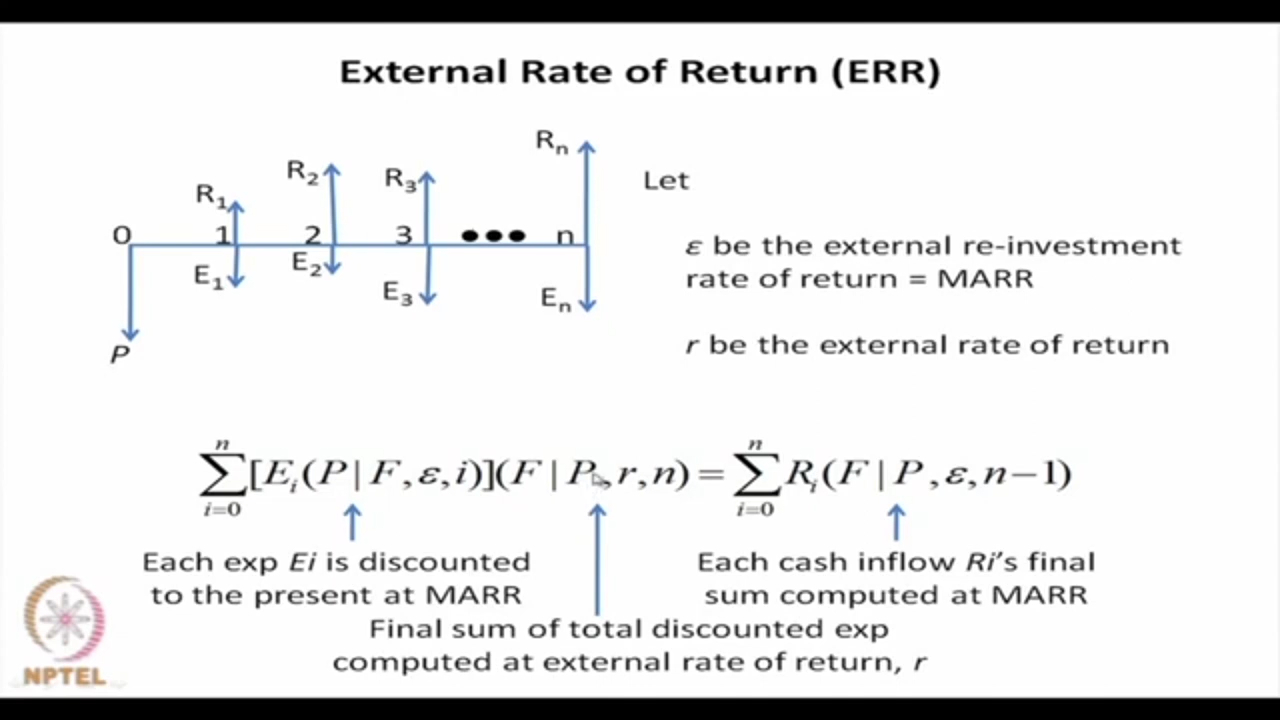 External Rate of Return (ERR)
Rn
R2
R3
R1
Let
0 1 2 3 ●●● n
ε be the external re-investment
rate of return = MARR
E1
E2
E3
En
r be the external rate of return
P
n n
∑[Ei(P|F,ε,i)](F|P,r,n)=∑Ri(F|P,ε,n−1)
i=0 i=0
Each exp Ei is discounted
to the present at MARR
Each cash inflow Ri's final
sum computed at MARR
Final sum of total discounted exp
computed at external rate of return, r
NPTEL